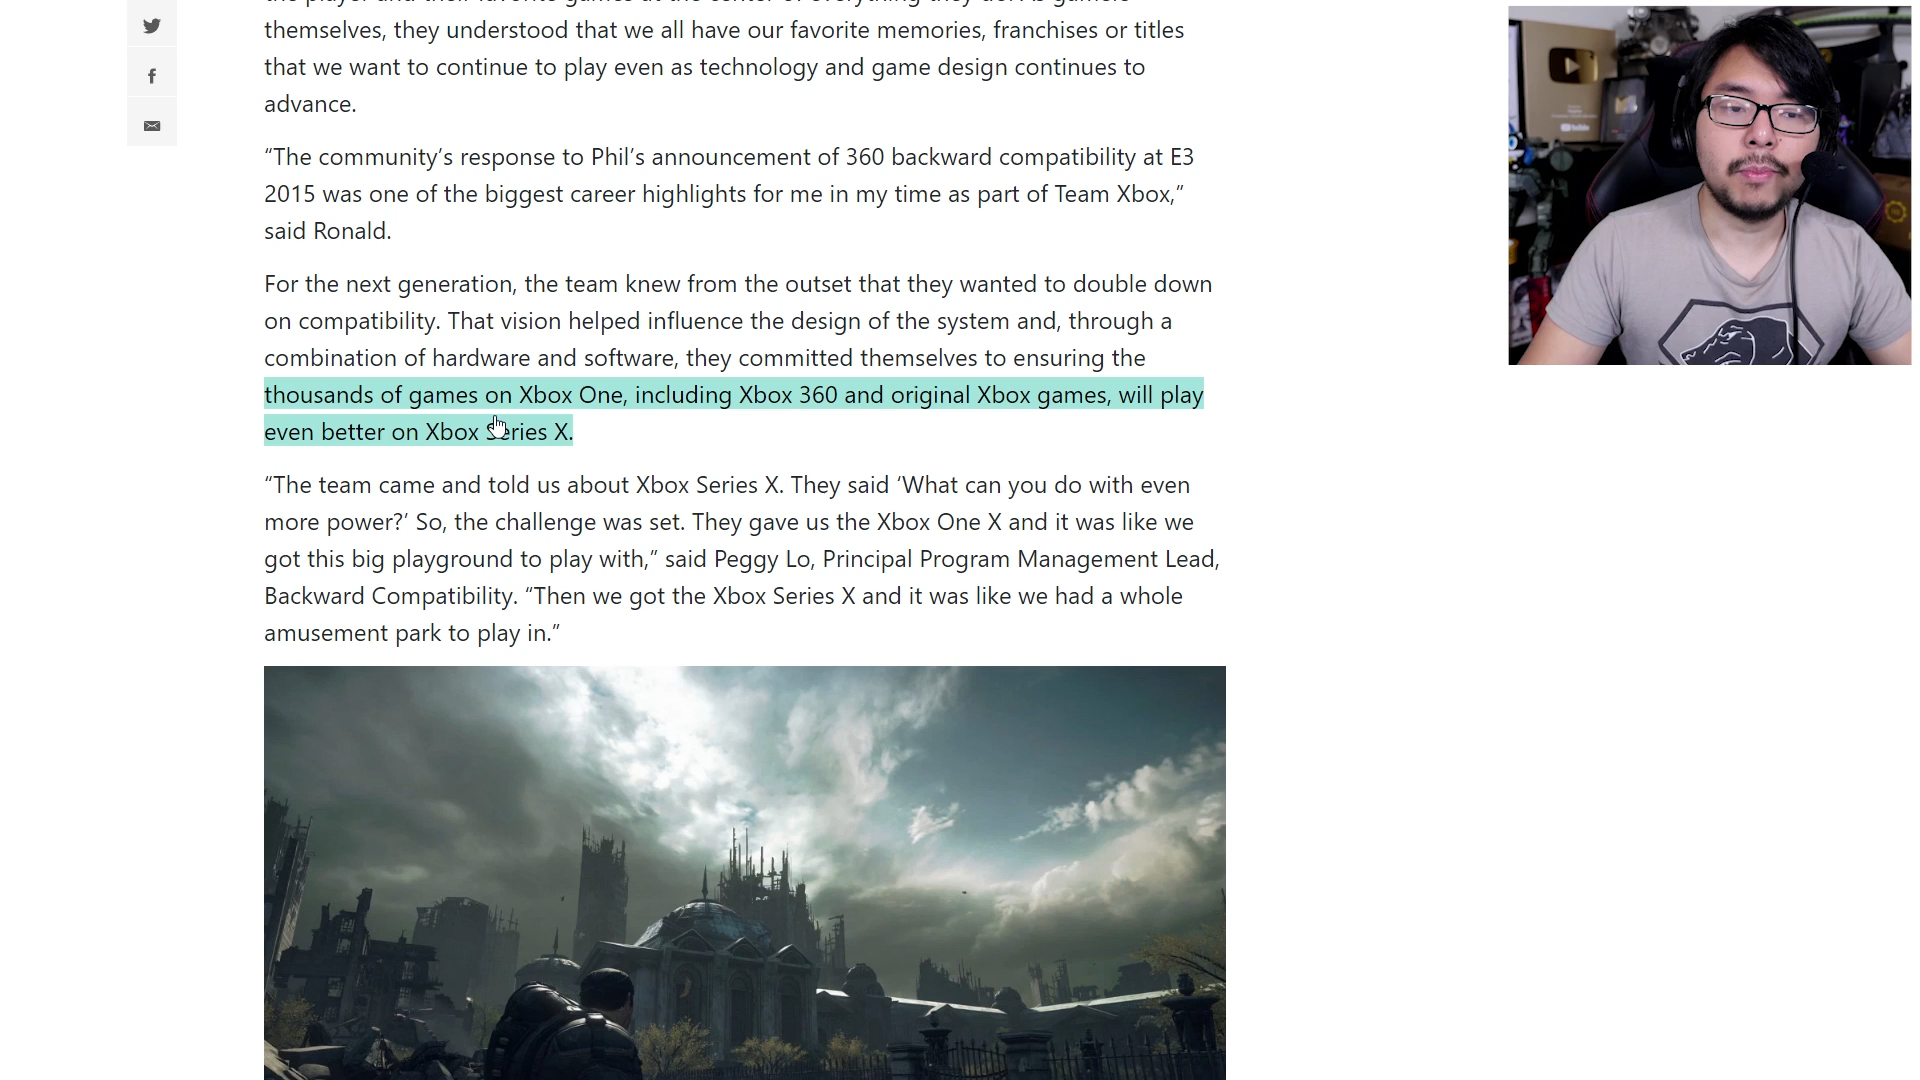 themselves, they understood that we all have our favorite memories, franchises or titles
that we want to continue to play even as technology and game design continues to
advance.
“The community’s response to Phil’s announcement of 360 backward compatibility at E3
2015 was one of the biggest career highlights for me in my time as part of Team Xbox,”
said Ronald.
For the next generation, the team knew from the outset that they wanted to double down
on compatibility. That vision helped influence the design of the system and, through a
combination of hardware and software, they committed themselves to ensuring the
thousands of games on Xbox One, including Xbox 360 and original Xbox games, will play
even better on Xbox Series X.
“The team came and told us about Xbox Series X. They said ‘What can you do with even
more power?’ So, the challenge was set. They gave us the Xbox One X and it was like we
got this big playground to play with,” said Peggy Lo, Principal Program Management Lead,
Backward Compatibility. “Then we got the Xbox Series X and it was like we had a whole
amusement park to play in.”